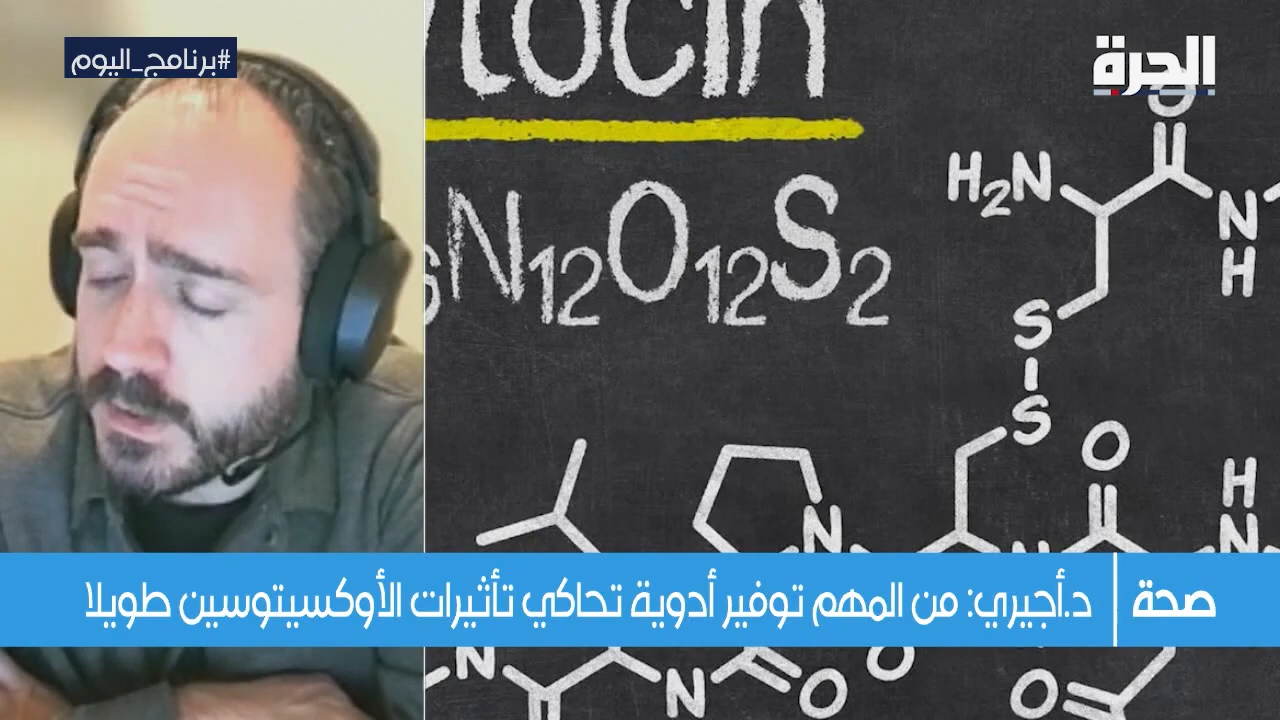 #برنامج_اليوم
الحرة
ytocin
N12O12S2
O
H2N
N
H
S
S
O
H
N
N
صحة
د.أجيري: من المهم توفير أدوية تحاكي تأثيرات الأوكسيتوسين طويلا
N
N
O
O
O